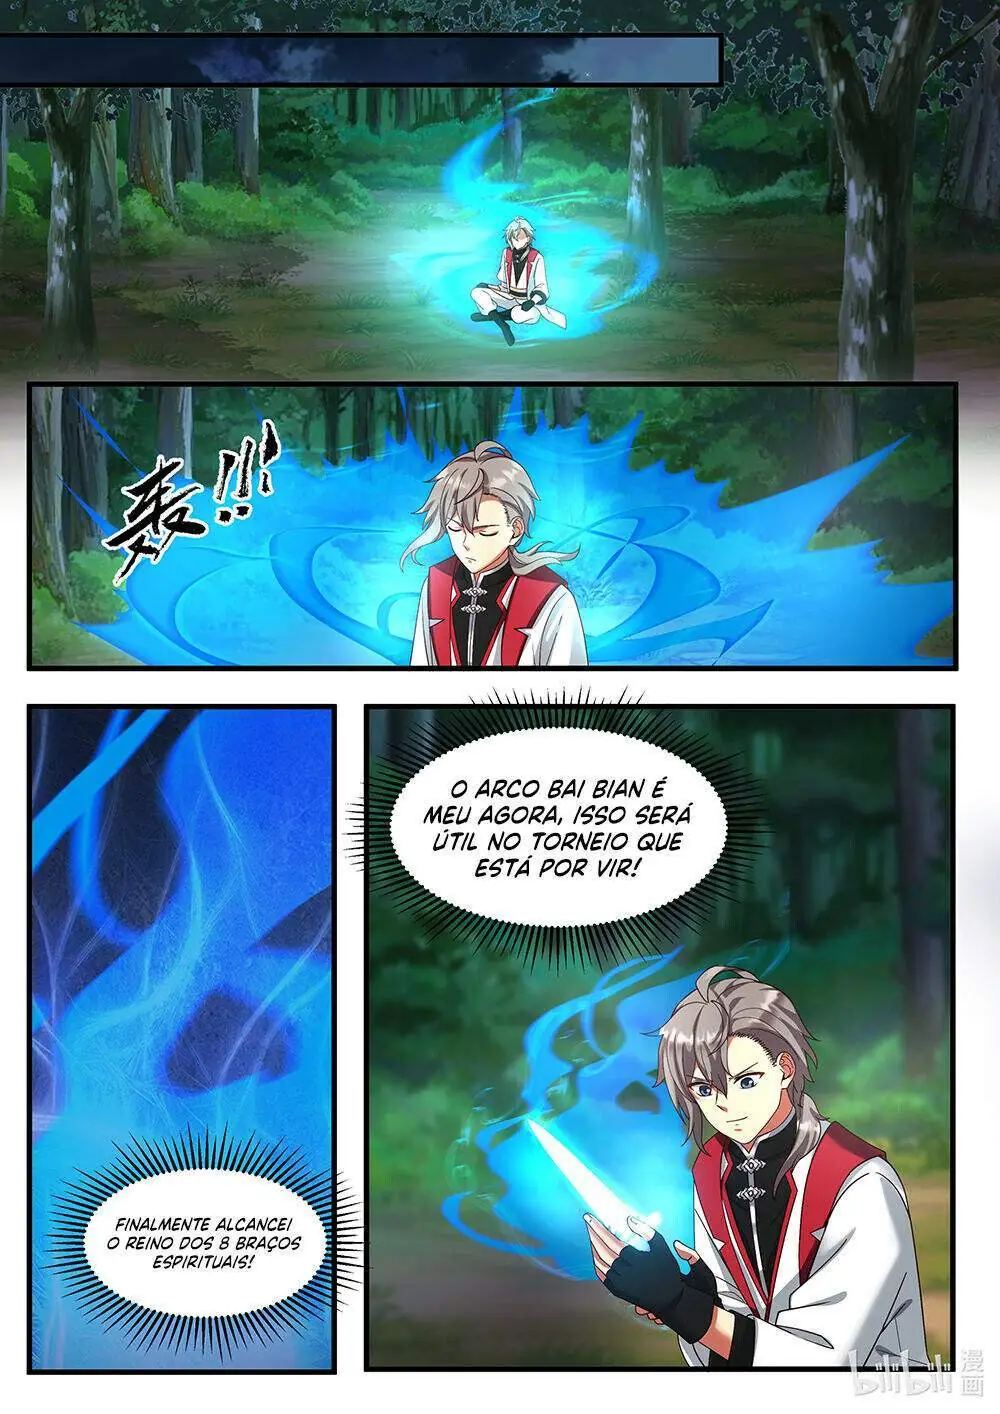 轰!!!
O ARCO BAI BIAN É
MEU AGORA, ISSO SERÁ
ÚTIL NO TORNEIO QUE
ESTÁ POR VIR!
FINALMENTE ALCANCEI
O REINO DOS 8 BRAÇOS
ESPIRITUAIS!
bilibili 漫画